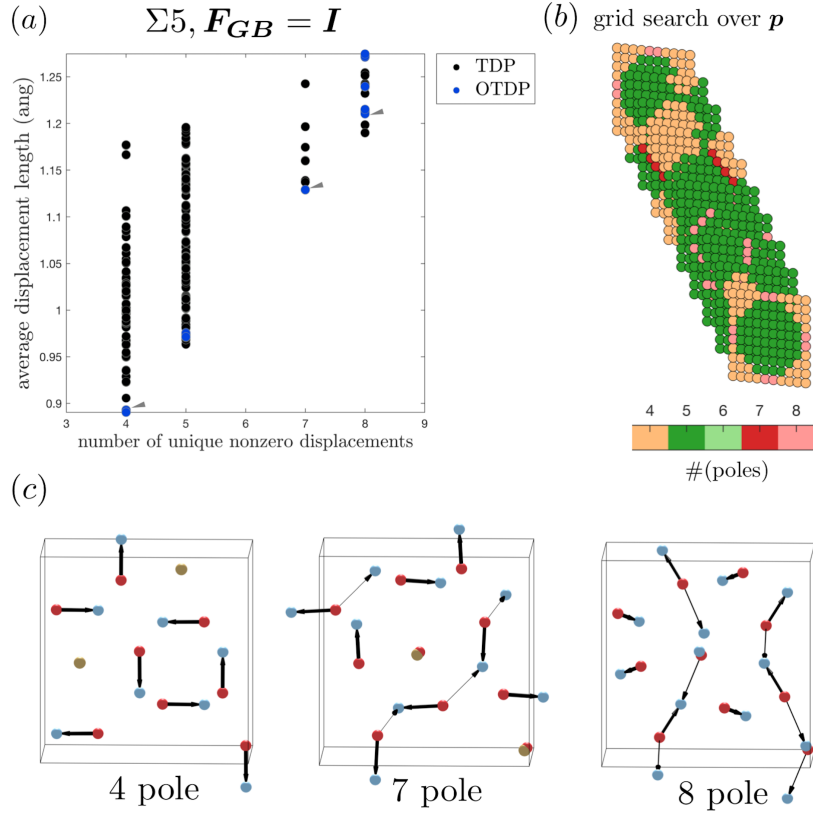 (a) Σ5, F_GB = I
average displacement length (ang)
1.25
1.2
1.15
1.1
1.05
1
0.95
0.9
3 4 5 6 7 8 9
number of unique nonzero displacements
TDP
OTDP
(b) grid search over p
4 5 6 7 8
#(poles)
(c)
4 pole
7 pole
8 pole